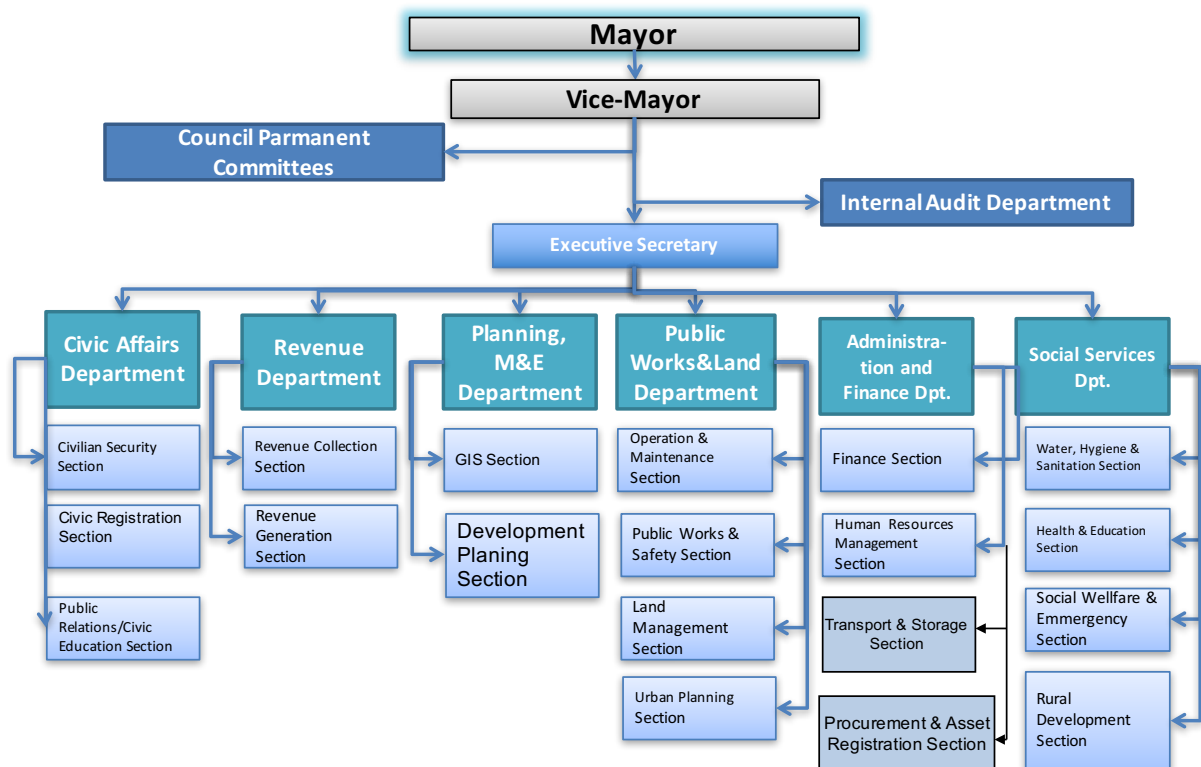 Mayor
Vice-Mayor
Council Parmanent
Committees
Internal Audit Department
Executive Secretary
Civic Affairs
Department
Revenue
Department
Planning,
M&E
Department
Public
Works&Land
Department
Administra-
tion and
Finance Dpt.
Social Services
Dpt.
Civilian Security
Section
Civic Registration
Section
Public
Relations/Civic
Education Section
Revenue Collection
Section
Revenue
Generation
Section
GIS Section
Development
Planing
Section
Operation &
Maintenance
Section
Public Works &
Safety Section
Land
Management
Section
Urban Planning
Section
Finance Section
Human Resources
Management
Section
Transport & Storage
Section
Procurement & Asset
Registration Section
Water, Hygiene &
Sanitation Section
Health & Education
Section
Social Wellfare &
Emmergency
Section
Rural
Development
Section